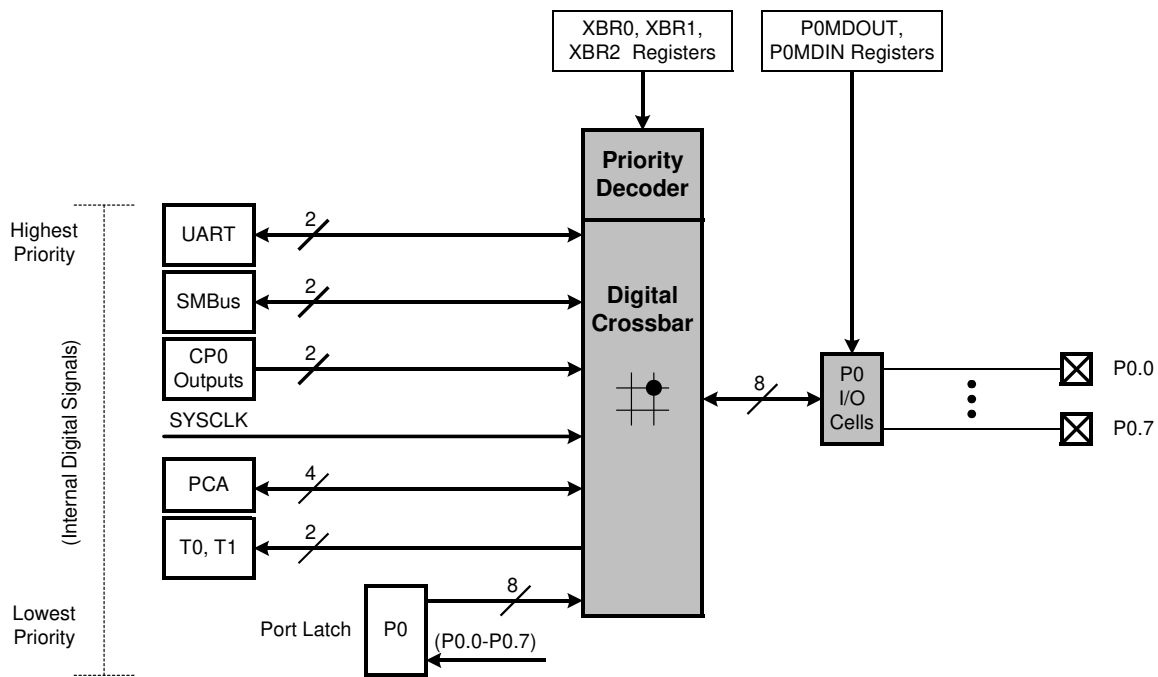 XBR0, XBR1,
XBR2 Registers
P0MDOUT,
P0MDIN Registers
Priority
Decoder
Highest
Priority
UART
2
SMBus
2
Digital
Crossbar
CP0
Outputs
2
SYSCLK
(Internal Digital Signals)
PCA
4
T0, T1
2
8
P0
I/O
Cells
P0.0
P0.7
Lowest
Priority
Port Latch
P0
8
(P0.0-P0.7)